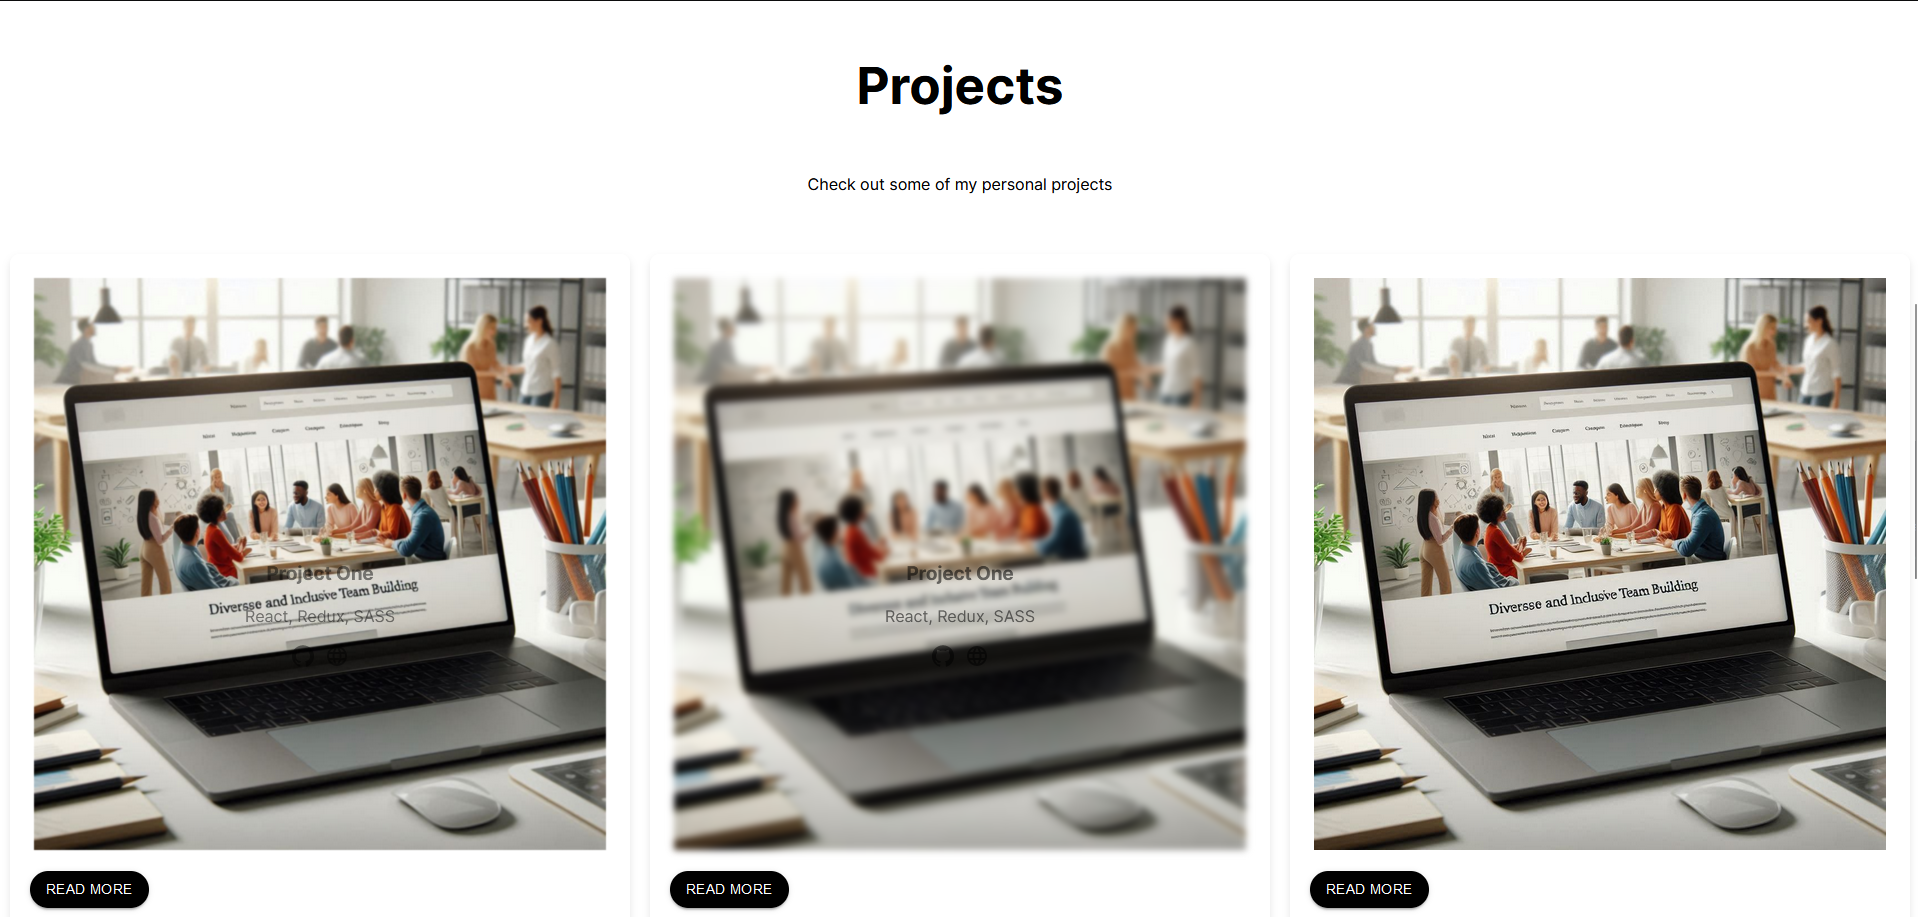 Projects
Check out some of my personal projects
Project One
Diversse and Inclusive Team Building
React, Redux, SASS
READ MORE
Project One
React, Redux, SASS
READ MORE
Diversse and Inclusive Team Building
READ MORE